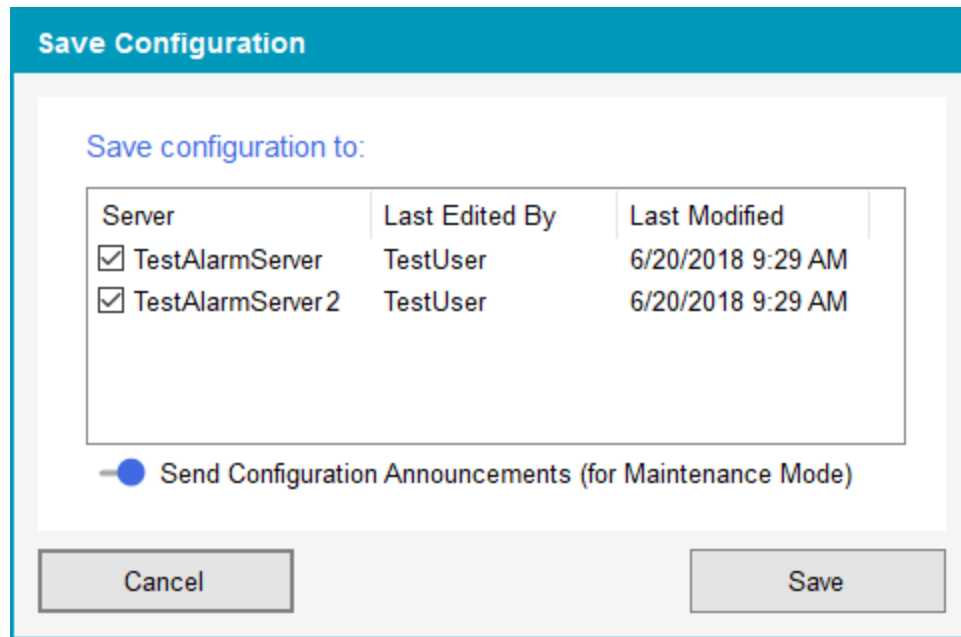 Save Configuration
Save configuration to:
Server Last Edited By Last Modified
TestAlarmServer TestUser 6/20/2018 9:29 AM
TestAlarmServer2 TestUser 6/20/2018 9:29 AM
Send Configuration Announcements (for Maintenance Mode)
Cancel Save